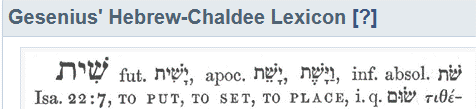 Gesenius' Hebrew-Chaldee Lexicon [?]
שִׁית fut. יָשִׁית, apoc. יָשֵׁת, וַיָּשֶׁת, inf. absol. שֹׁת
Isa. 22:7, TO PUT, TO SET, TO PLACE, i. q. שׂוּם τιθέ-